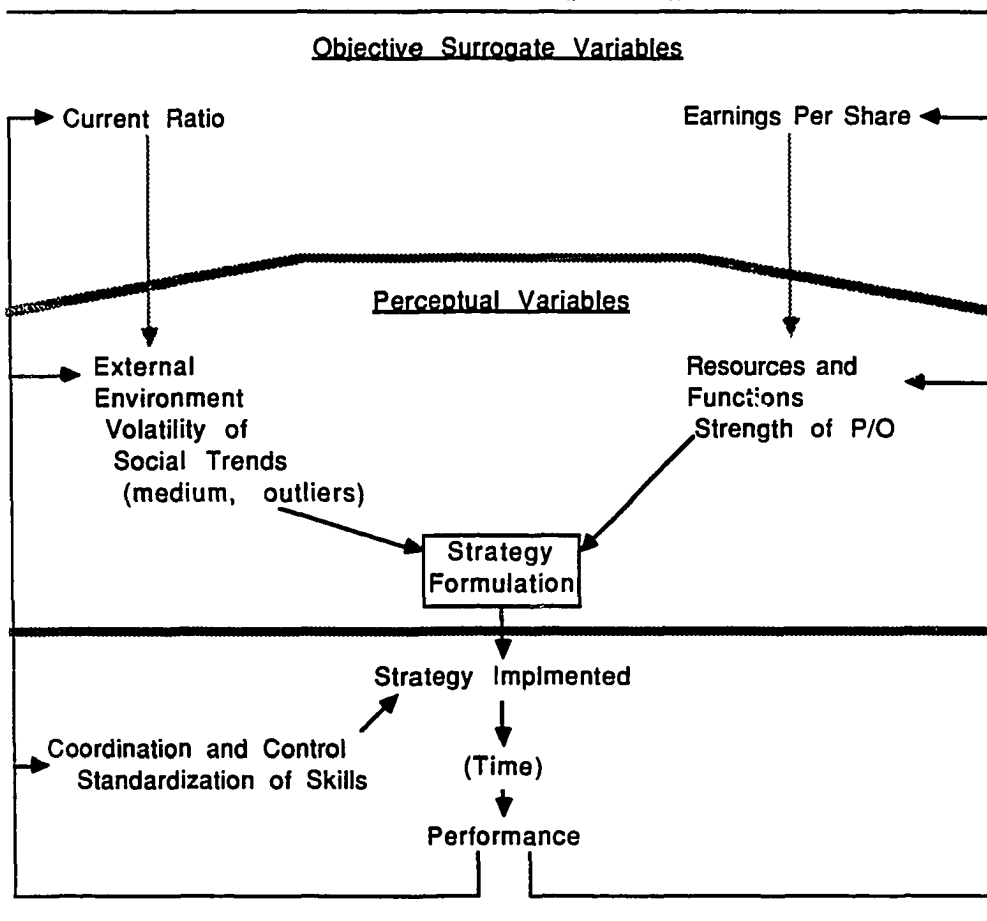 Objective Surrogate Variables
Current Ratio
Earnings Per Share
Perceptual Variables
External
Environment
Volatility of
Social Trends
(medium, outliers)
Resources and
Functions
Strength of P/O
Strategy
Formulation
Strategy Implmented
Coordination and Control
Standardization of Skills
(Time)
Performance